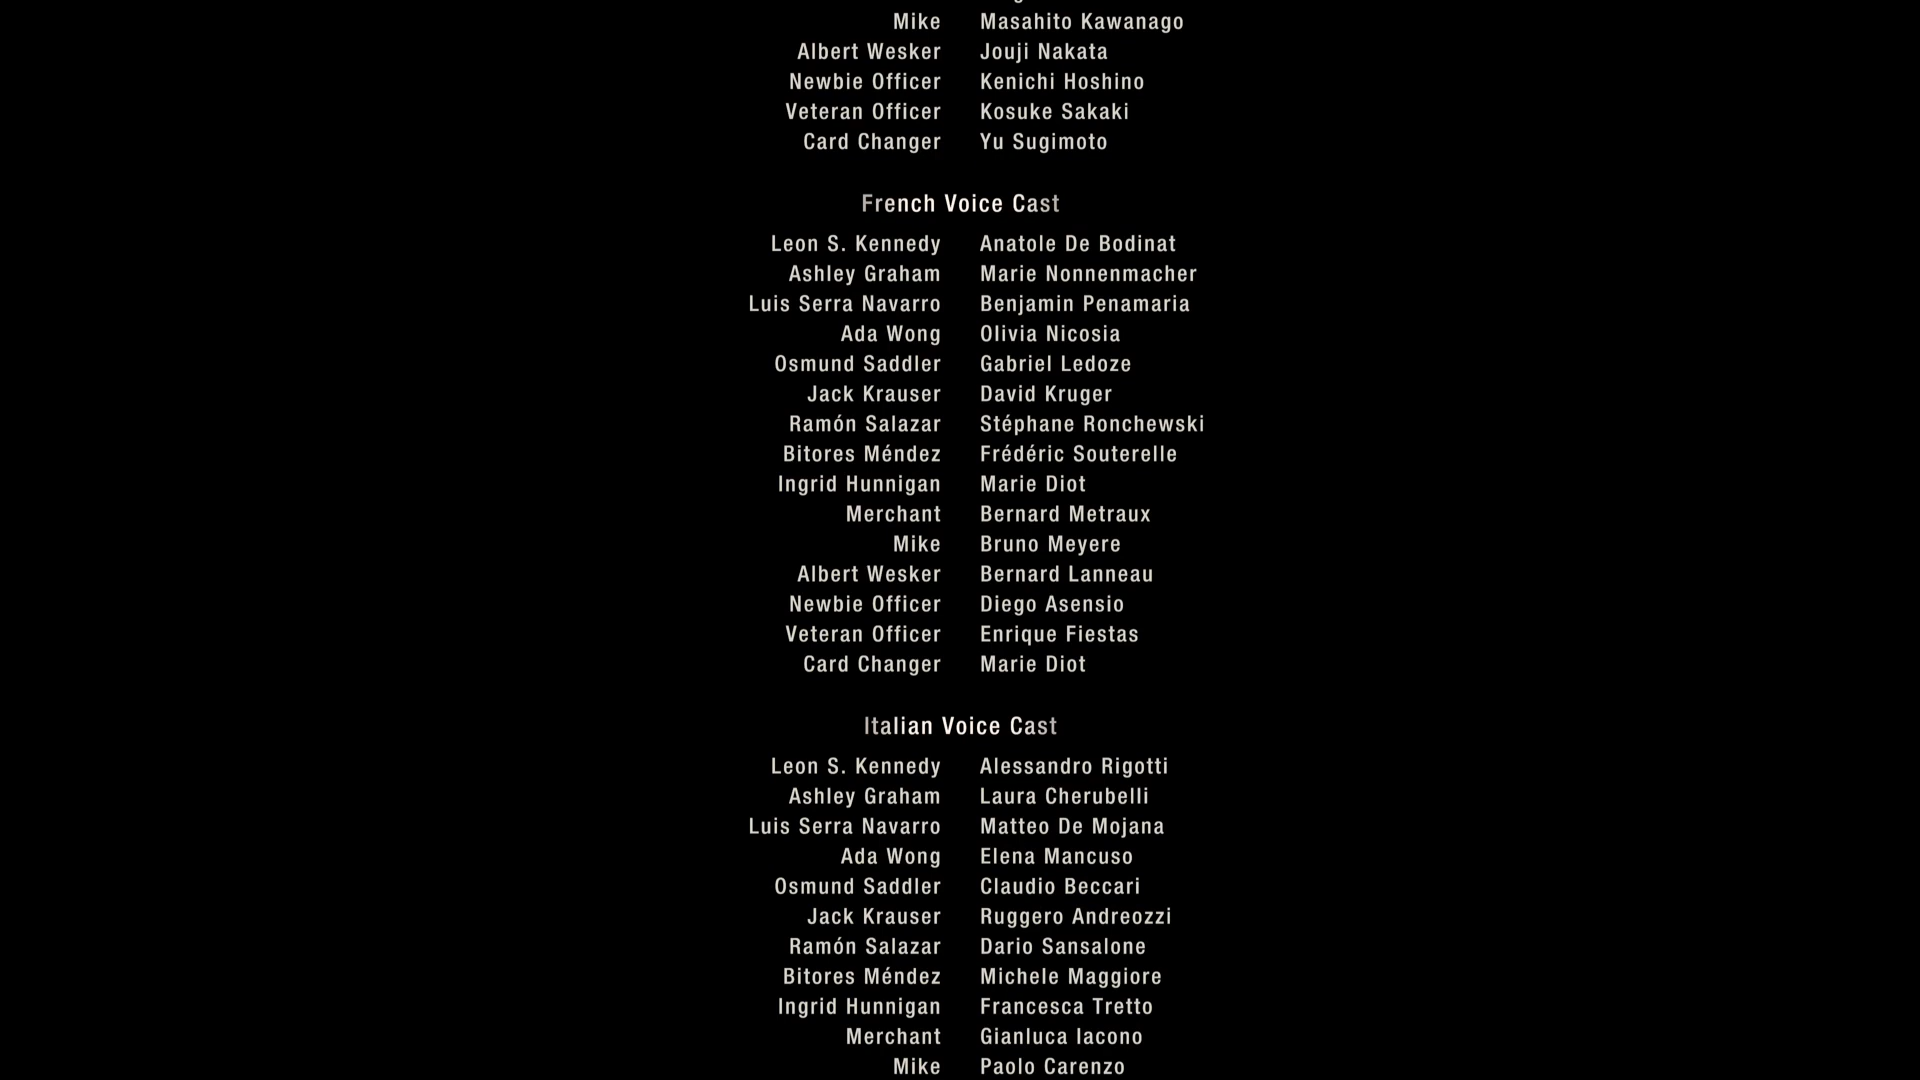 Mike Masahito Kawanago
Albert Wesker Jouji Nakata
Newbie Officer Kenichi Hoshino
Veteran Officer Kosuke Sakaki
Card Changer Yu Sugimoto
French Voice Cast
Leon S. Kennedy Anatole De Bodinat
Ashley Graham Marie Nonnenmacher
Luis Serra Navarro Benjamin Penamaria
Ada Wong Olivia Nicosia
Osmund Saddler Gabriel Ledoze
Jack Krauser David Kruger
Ramón Salazar Stéphane Ronchewski
Bitores Méndez Frédéric Souterelle
Ingrid Hunnigan Marie Diot
Merchant Bernard Metraux
Mike Bruno Meyere
Albert Wesker Bernard Lanneau
Newbie Officer Diego Asensio
Veteran Officer Enrique Fiestas
Card Changer Marie Diot
Italian Voice Cast
Leon S. Kennedy Alessandro Rigotti
Ashley Graham Laura Cherubelli
Luis Serra Navarro Matteo De Mojana
Ada Wong Elena Mancuso
Osmund Saddler Claudio Beccari
Jack Krauser Ruggero Andreozzi
Ramón Salazar Dario Sansalone
Bitores Méndez Michele Maggiore
Ingrid Hunnigan Francesca Tretto
Merchant Gianluca Iacono
Mike Paolo Carenzo